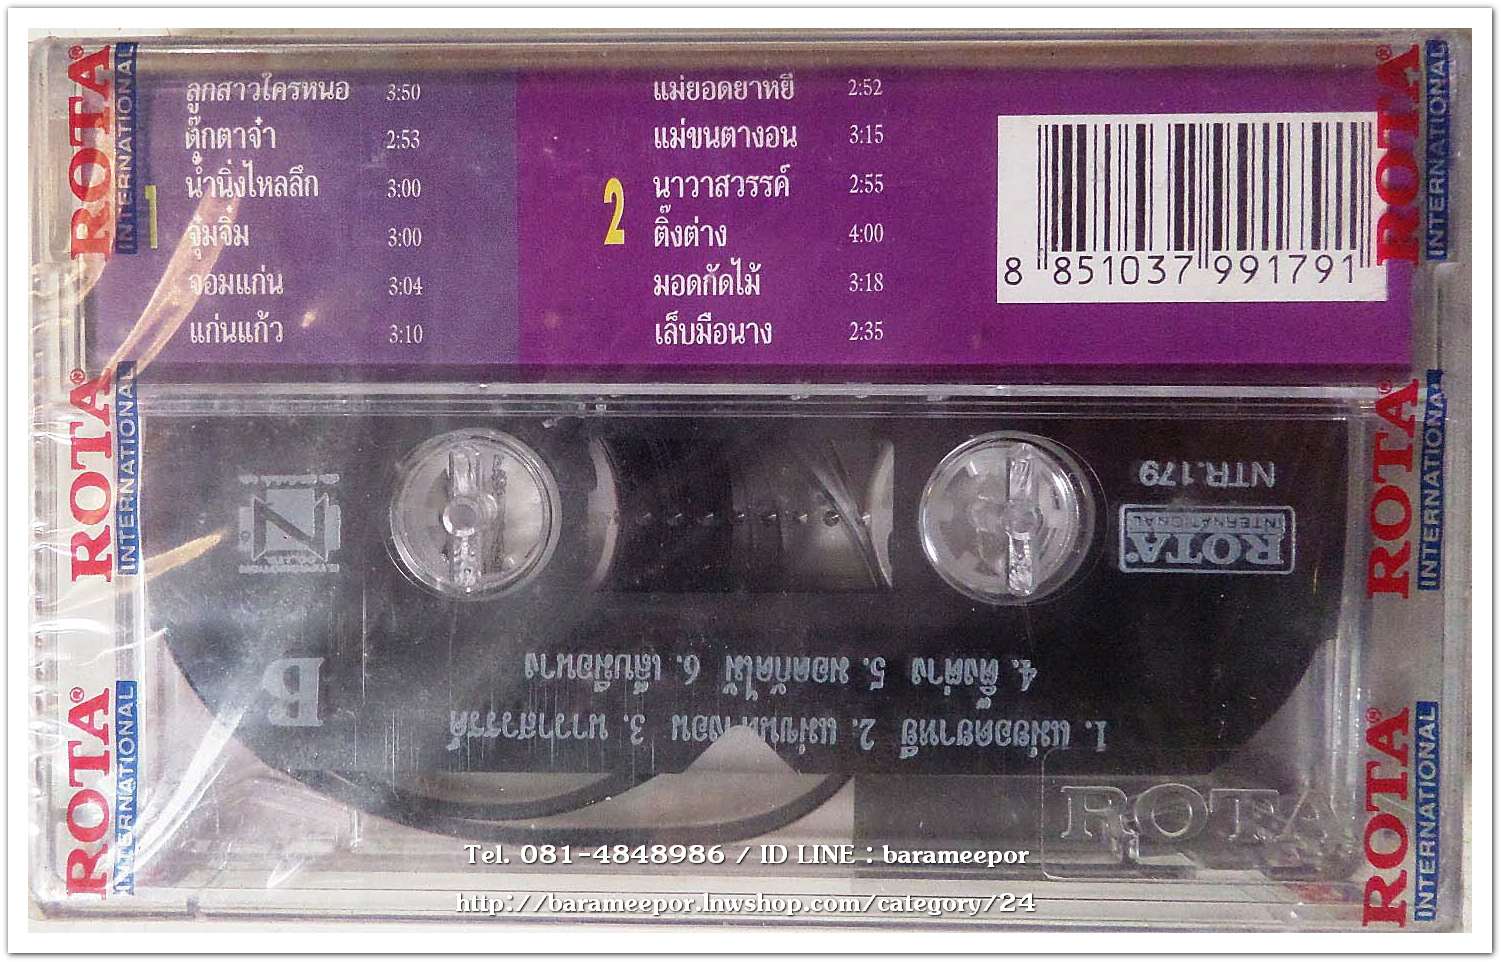 ROTA® INTERNATIONAL
ROTA® INTERNATIONAL
ROTA® INTERNATIONAL
1
ลูกสาวใครหนอ 3:50
ตุ๊กตาจ๋า 2:53
น้ำนิ่งไหลลึก 3:00
จุ๋มจิ๋ม 3:00
จอมแก่น 3:04
แก่นแก้ว 3:10
2
แม่ยอดยาหยี 2:52
แม่ขนตางอน 3:15
นาวาสวรรค์ 2:55
ติ๊งต่าง 4:00
มอดกัดไม้ 3:18
เล็บมือนาง 2:35
8 851037 991791
ROTA® INTERNATIONAL
ROTA® INTERNATIONAL
ROTA® INTERNATIONAL
NTR.179
ROTA®
INTERNATIONAL
N
B
1. แม่ยอดยาหยี 2. แม่ขนตางอน 3. นาวาสวรรค์
4. ติ๊งต่าง 5. มอดกัดไม้ 6. เล็บมือนาง
ROTA
Tel. 081-4848986 / ID LINE : barameepor
http://barameepor.lnwshop.com/category/24